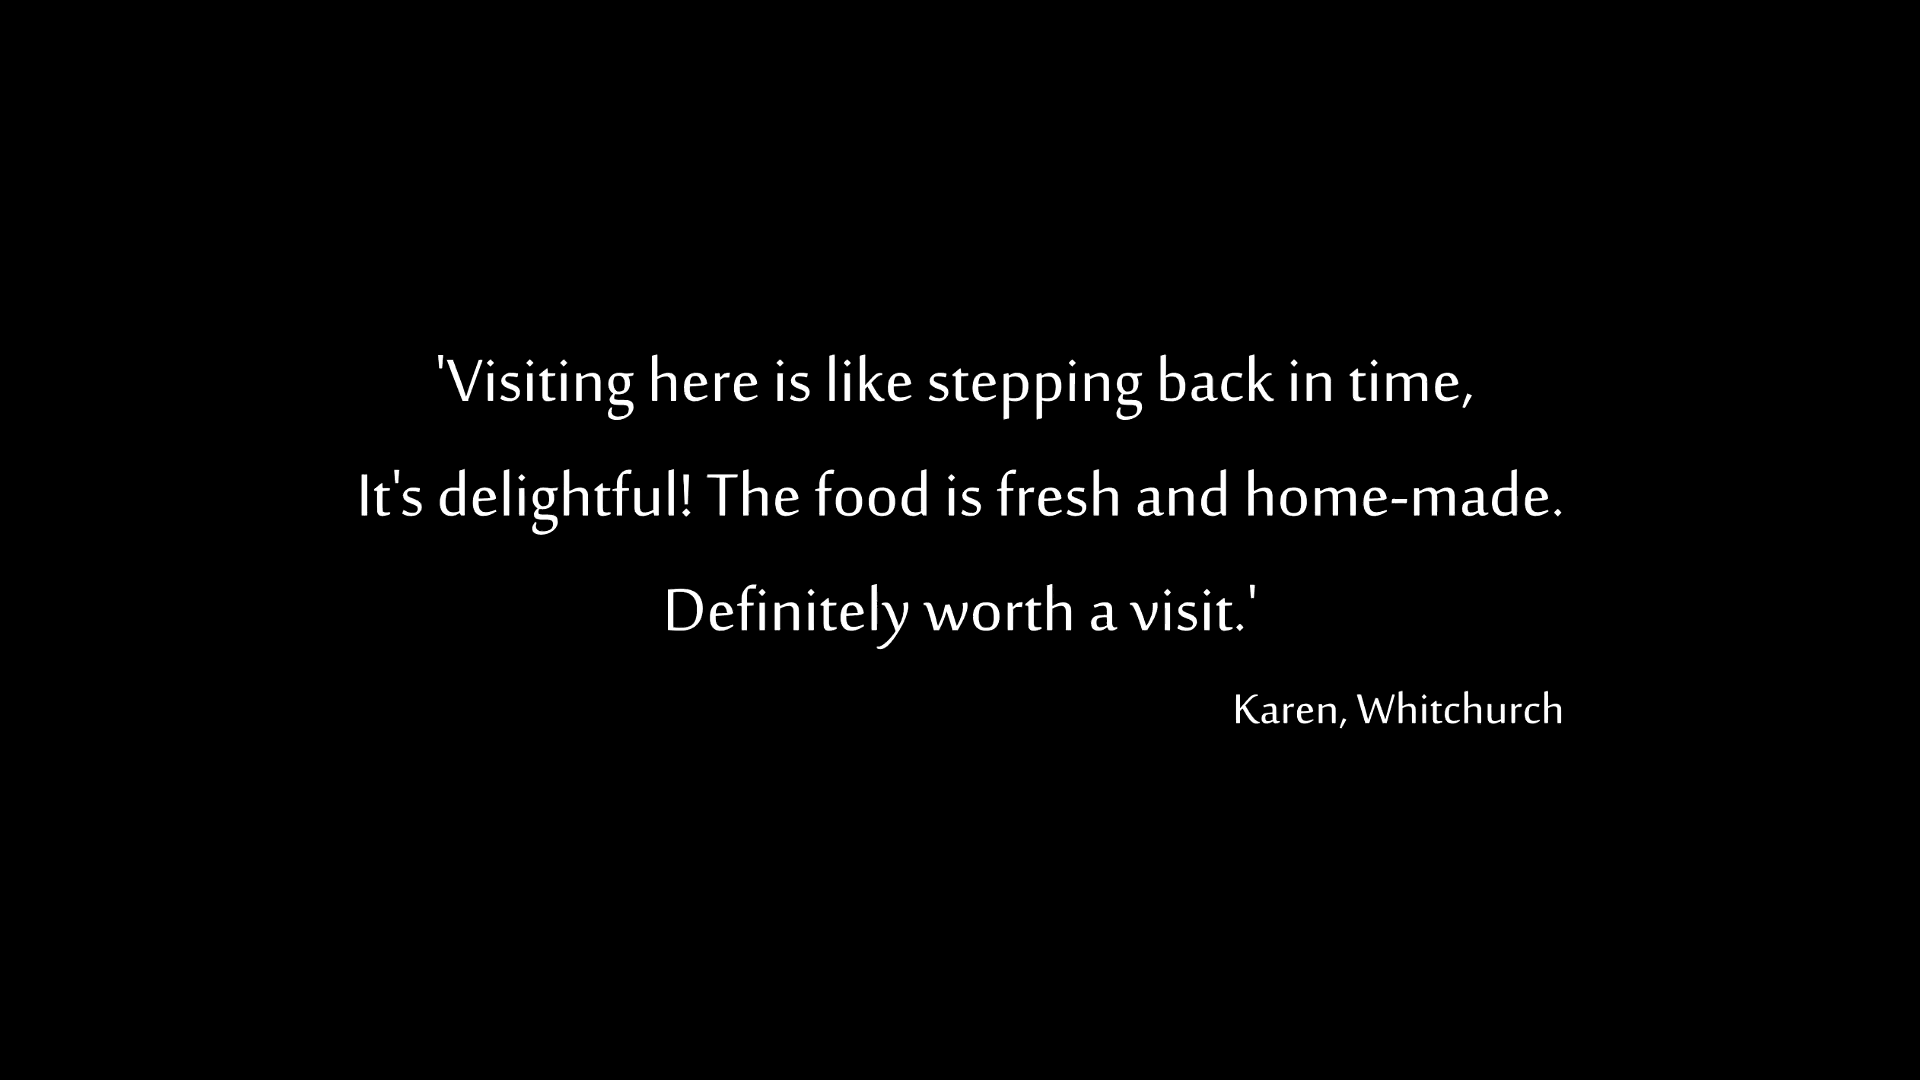 'Visiting here is like stepping back in time,
It's delightful! The food is fresh and home-made.
Definitely worth a visit.'
Karen, Whitchurch